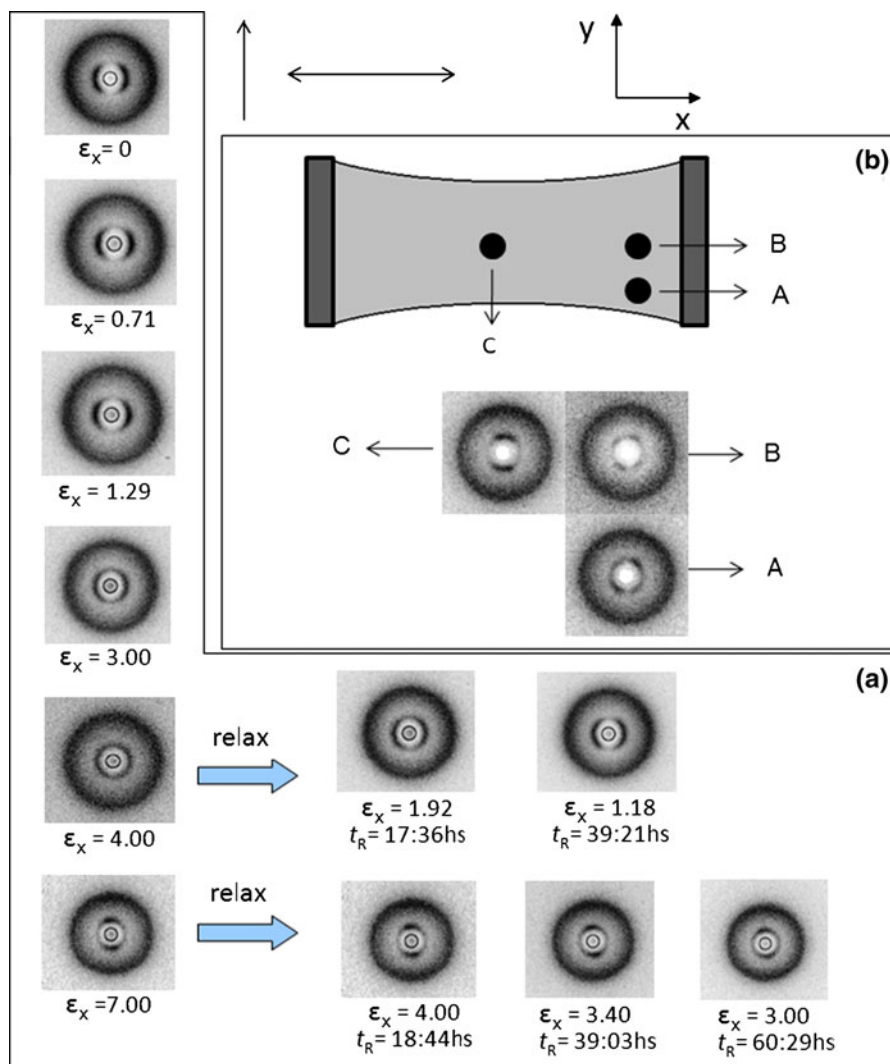 y
x
(b)
B
A
C
C
B
A
(a)
εx = 0
εx = 0.71
εx = 1.29
εx = 3.00
εx = 4.00
relax
εx = 1.92
tR = 17:36hs
εx = 1.18
tR = 39:21hs
εx =7.00
relax
εx = 4.00
tR = 18:44hs
εx = 3.40
tR = 39:03hs
εx = 3.00
tR = 60:29hs